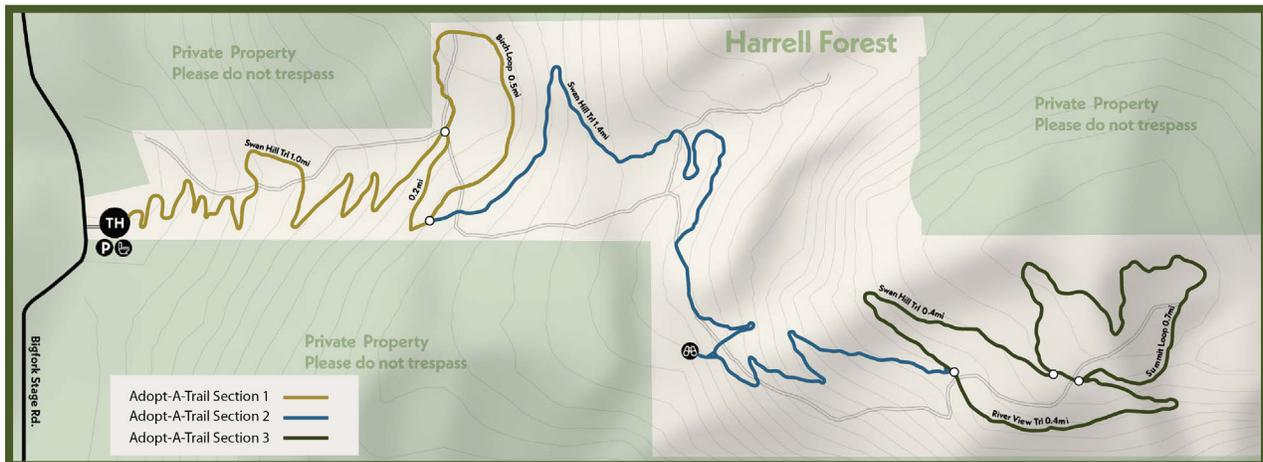 Private Property
Please do not trespass
Birch Loop 0.5mi
Harrell Forest
Swan Hill Trl 1.4mi
Private Property
Please do not trespass
Swan Hill Trl 1.0mi
0.2mi
TH
P
Swan Hill Trl 0.4mi
Summit Loop 0.7mi
Private Property
Please do not trespass
Bigfork Stage Rd.
River View Trl 0.4mi
Adopt-A-Trail Section 1
Adopt-A-Trail Section 2
Adopt-A-Trail Section 3